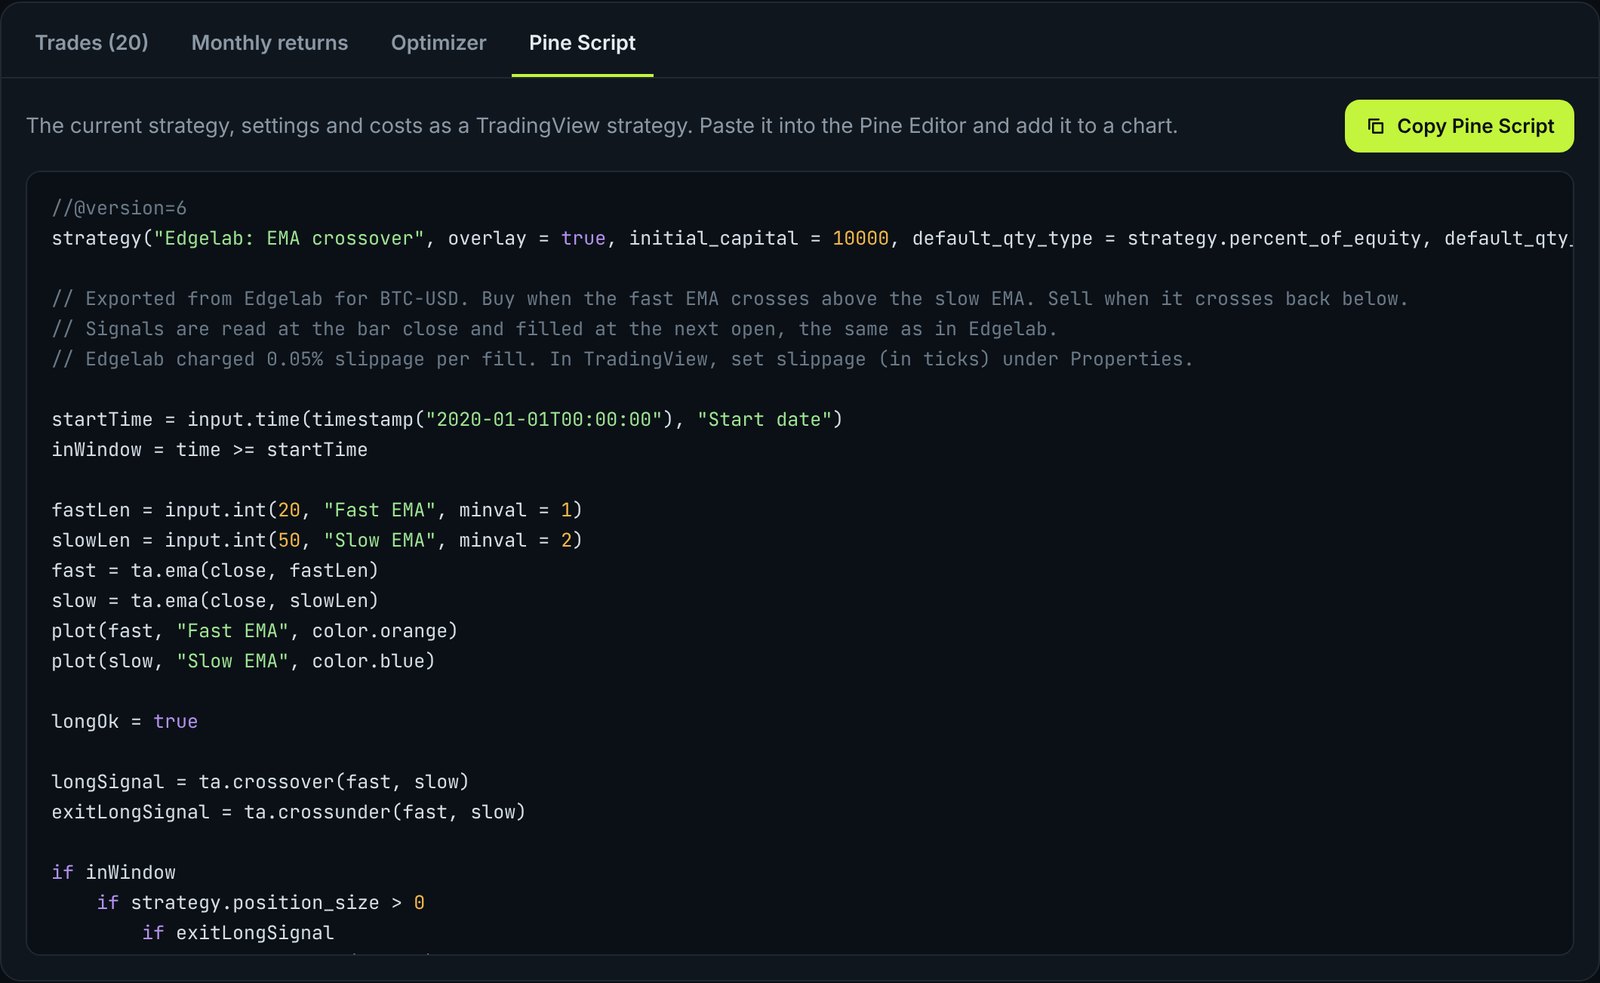 Trades (20) Monthly returns Optimizer Pine Script
The current strategy, settings and costs as a TradingView strategy. Paste it into the Pine Editor and add it to a chart.
Copy Pine Script
//@version=6
strategy("Edgelab: EMA crossover", overlay = true, initial_capital = 10000, default_qty_type = strategy.percent_of_equity, default_qty_
// Exported from Edgelab for BTC-USD. Buy when the fast EMA crosses above the slow EMA. Sell when it crosses back below.
// Signals are read at the bar close and filled at the next open, the same as in Edgelab.
// Edgelab charged 0.05% slippage per fill. In TradingView, set slippage (in ticks) under Properties.
startTime = input.time(timestamp("2020-01-01T00:00:00"), "Start date")
inWindow = time >= startTime
fastLen = input.int(20, "Fast EMA", minval = 1)
slowLen = input.int(50, "Slow EMA", minval = 2)
fast = ta.ema(close, fastLen)
slow = ta.ema(close, slowLen)
plot(fast, "Fast EMA", color.orange)
plot(slow, "Slow EMA", color.blue)
longOk = true
longSignal = ta.crossover(fast, slow)
exitLongSignal = ta.crossunder(fast, slow)
if inWindow
    if strategy.position_size > 0
        if exitLongSignal